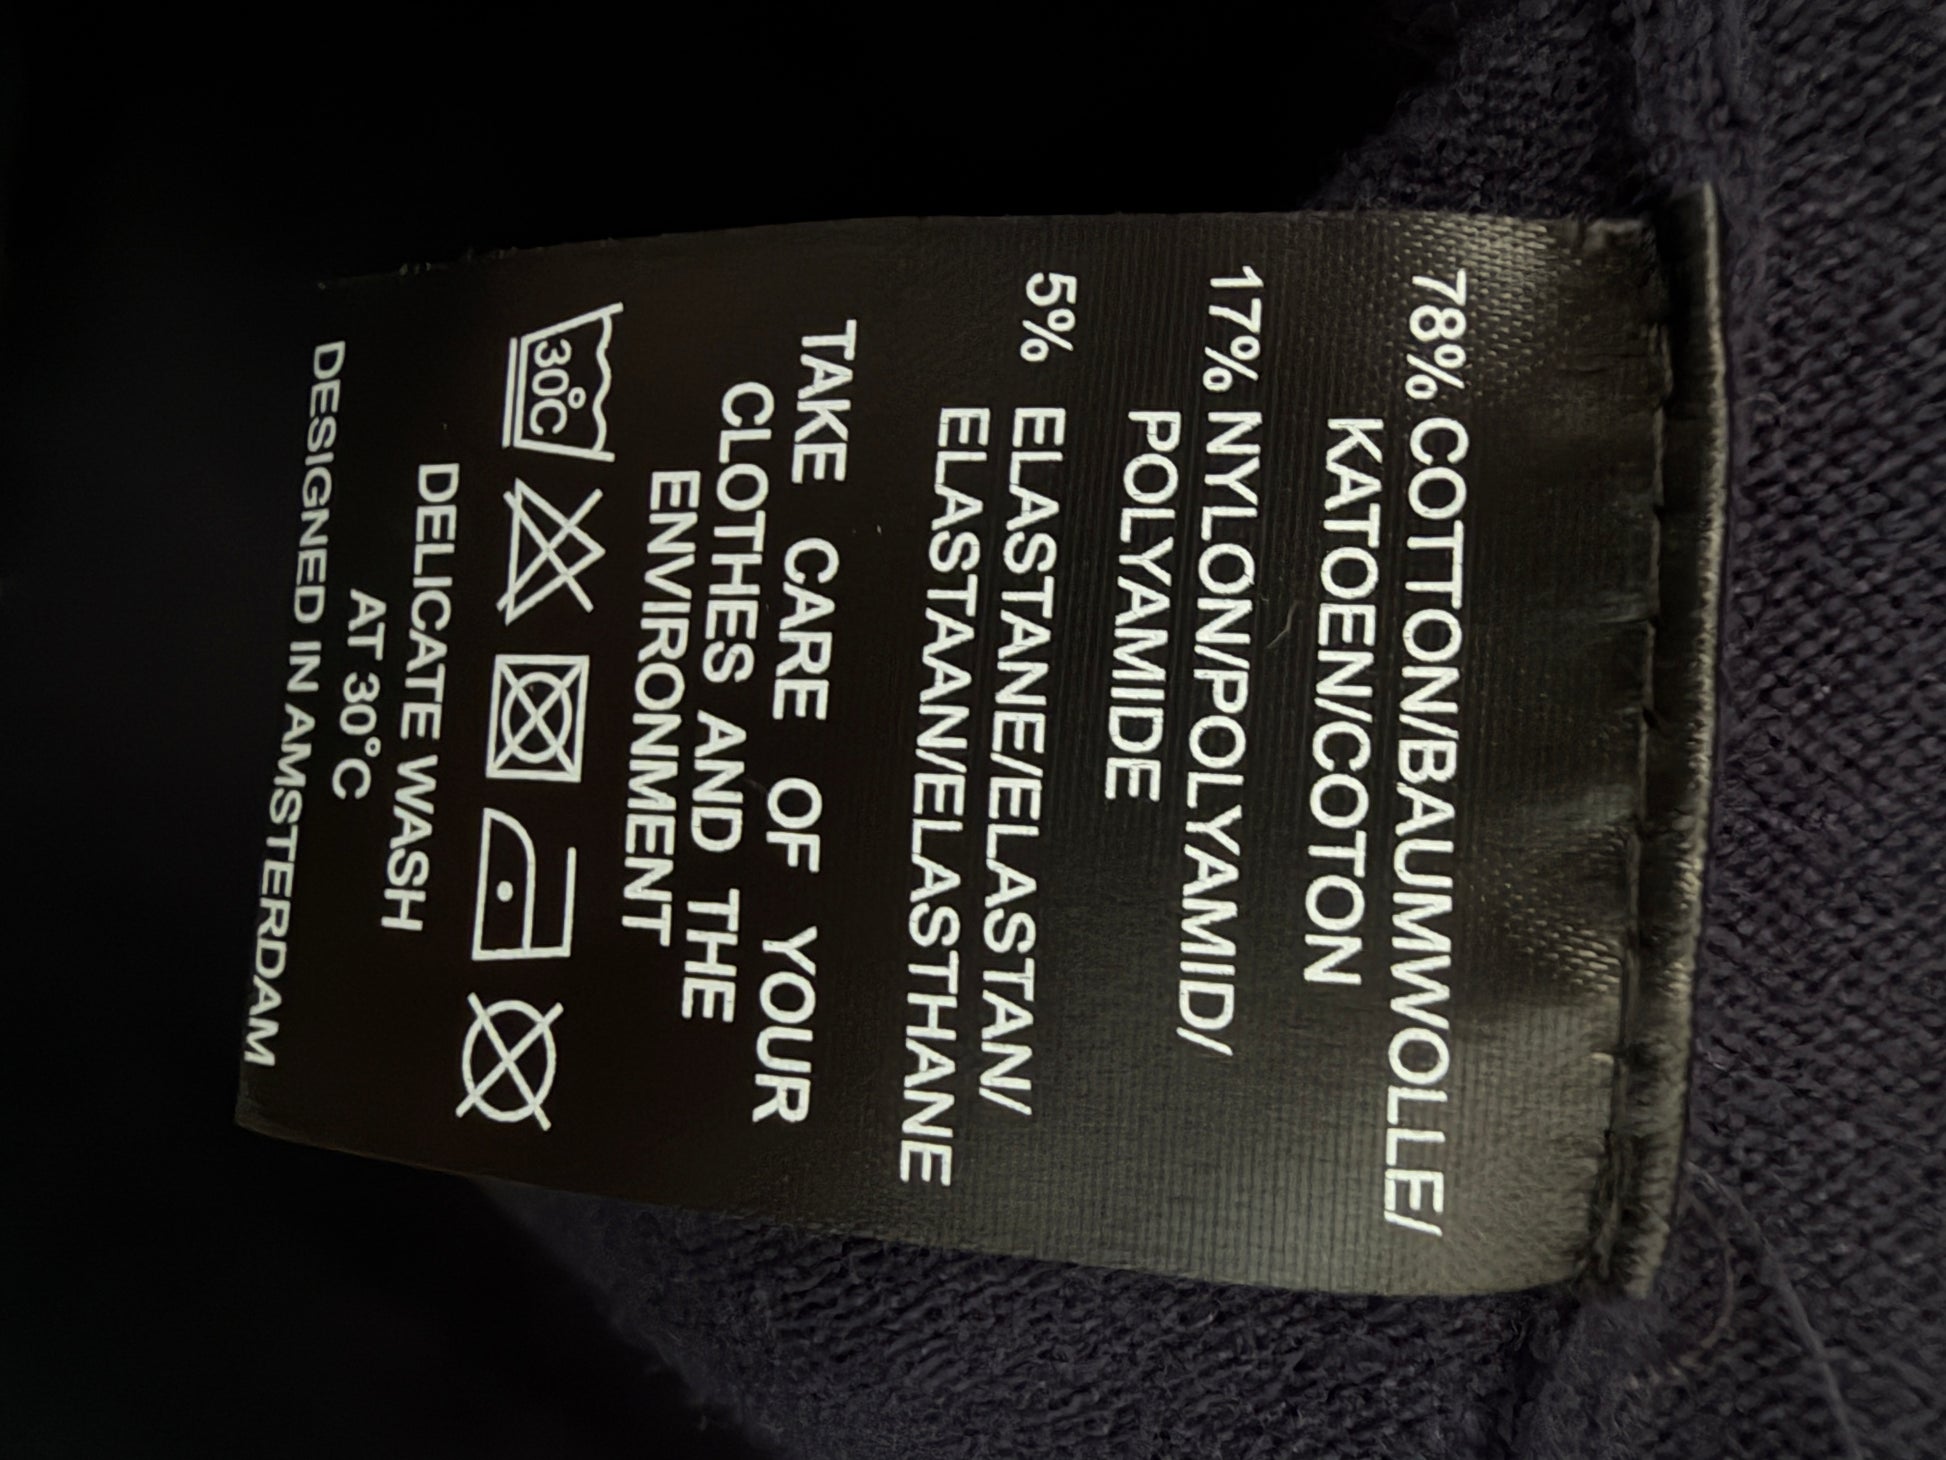 78% COTTON/BAUMWOLLE/
KATOEN/COTON
17% NYLON/POLYAMID/
POLYAMIDE
5% ELASTANE/ELASTAN/
ELASTAAN/ELASTHANE
TAKE CARE OF YOUR
CLOTHES AND THE
ENVIRONMENT
30°C
DELICATE WASH
AT 30°C
DESIGNED IN AMSTERDAM